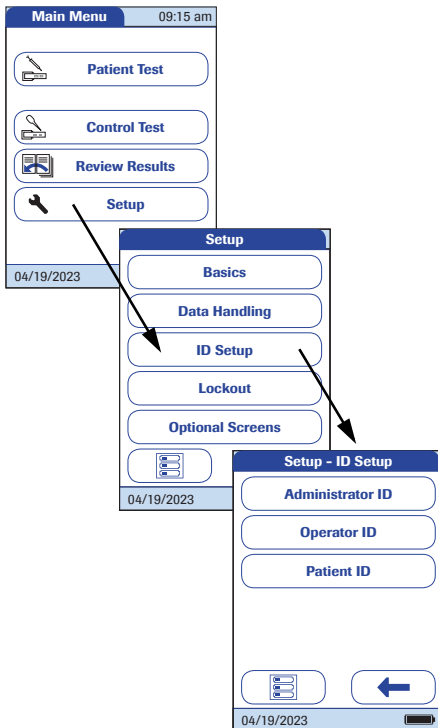 Main Menu 09:15 am
Patient Test
Control Test
Review Results
Setup
04/19/2023
Setup
Basics
Data Handling
ID Setup
Lockout
Optional Screens
04/19/2023
Setup - ID Setup
Administrator ID
Operator ID
Patient ID
04/19/2023